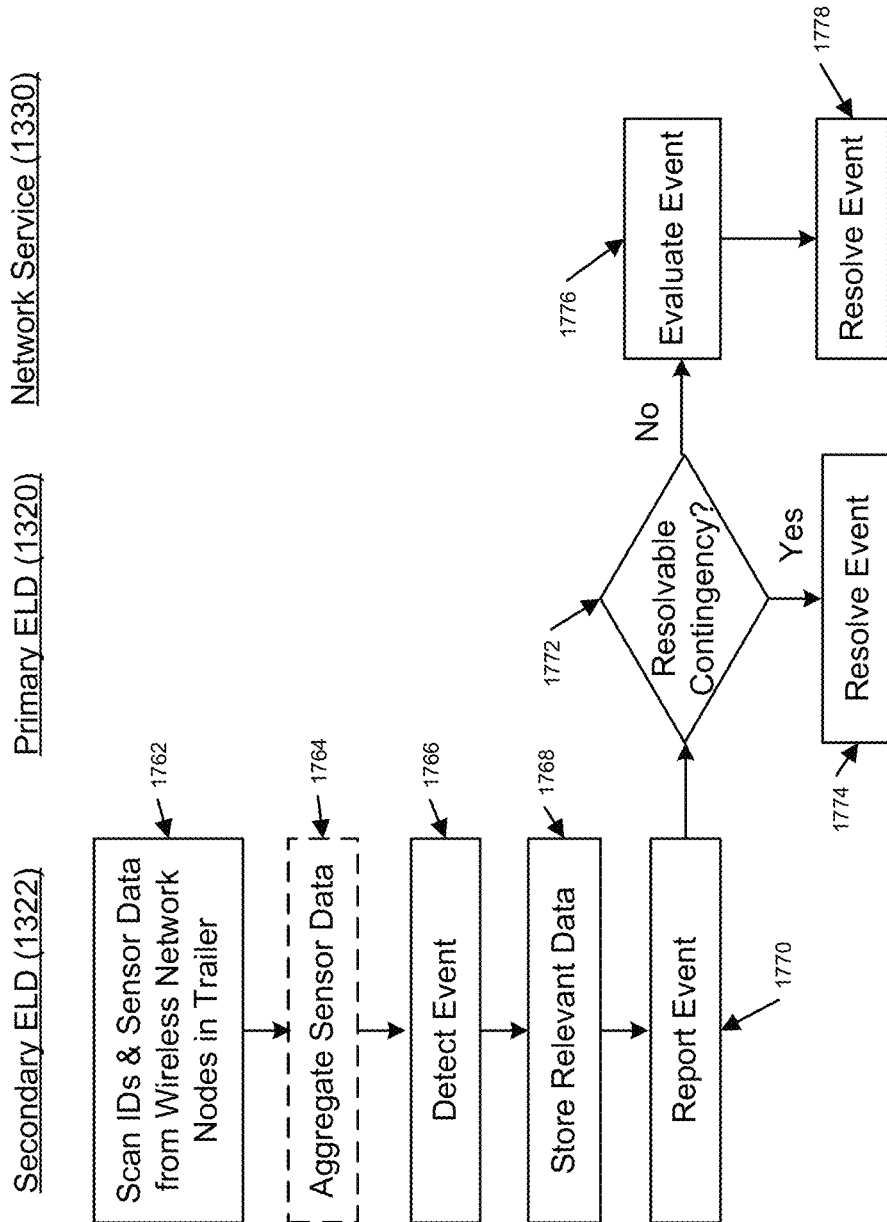 Secondary ELD (1322)
Primary ELD (1320)
Network Service (1330)
Scan IDs & Sensor Data
from Wireless Network
Nodes in Trailer
1762
Aggregate Sensor Data
1764
Detect Event
1766
Store Relevant Data
1768
Report Event
1770
Resolvable
Contingency?
1772
No
Yes
Resolve Event
1774
Evaluate Event
1776
Resolve Event
1778